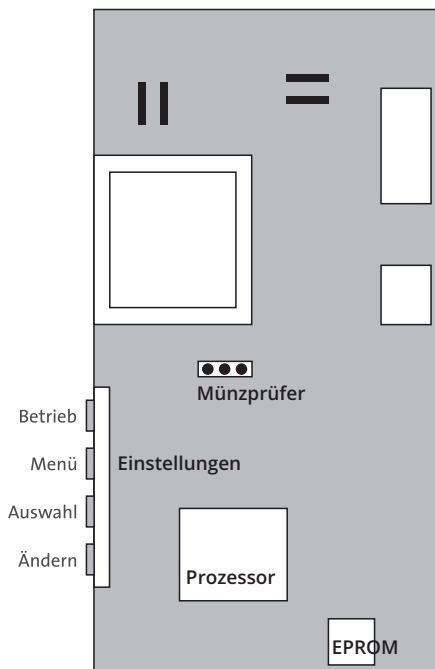 Münzprüfer
Betrieb
Menü
Einstellungen
Auswahl
Ändern
Prozessor
EPROM